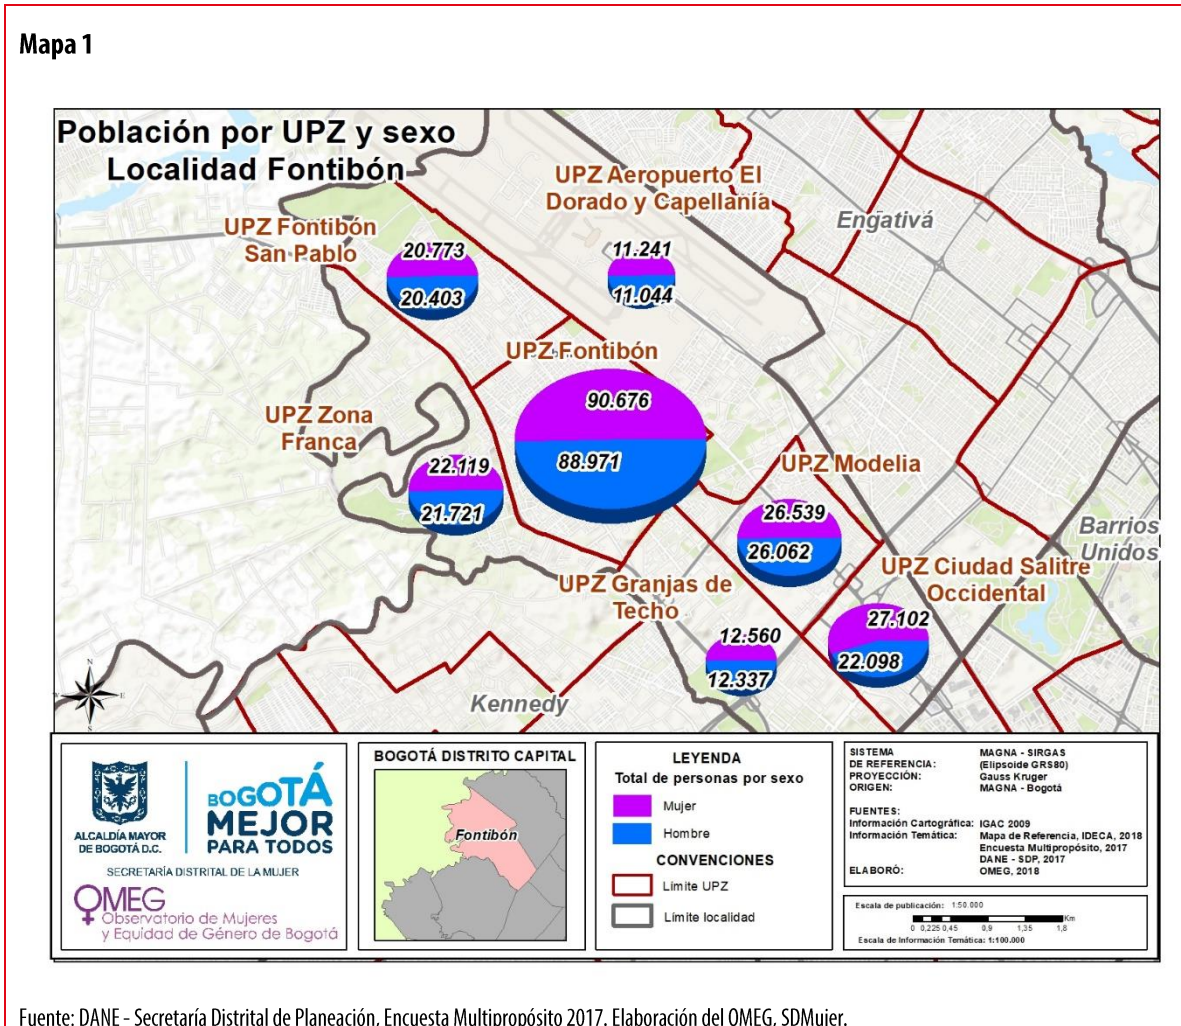 Mapa 1
Población por UPZ y sexo
Localidad Fontibón
UPZ Aeropuerto El
Dorado y Capellanía
Engativá
UPZ Fontibón
San Pablo
20.773
20.403
11.241
11.044
UPZ Fontibón
90.676
88.971
UPZ Zona
Franca
22.119
21.721
UPZ Modelia
26.539
26.062
Barrios
Unidos
UPZ Ciudad Salitre
Occidental
27.102
22.098
UPZ Granjas de
Techo
12.560
12.337
Kennedy
N
W
E
S
ALCALDÍA MAYOR
DE BOGOTÁ D.C.
BOGOTÁ
MEJOR
PARA TODOS
SECRETARÍA DISTRITAL DE LA MUJER
OMEG
Observatorio de Mujeres
y Equidad de Género de Bogotá
BOGOTÁ DISTRITO CAPITAL
Fontibón
LEYENDA
Total de personas por sexo
Mujer
Hombre
CONVENCIONES
Límite UPZ
Límite localidad
SISTEMA MAGNA - SIRGAS
DE REFERENCIA: (Elipsoide GRS80)
PROYECCIÓN: Gauss Kruger
ORIGEN: MAGNA - Bogotá
FUENTES:
Información Cartográfica: IGAC 2009
Información Temática: Mapa de Referencia, IDECA, 2018
Encuesta Multipropósito, 2017
DANE - SDP, 2017
ELABORÓ: OMEG, 2018
Escala de publicación: 1:50.000
Km
0 0,225 0,45 0,9 1,35 1,8
Escala de Información Temática: 1:100.000
Fuente: DANE - Secretaría Distrital de Planeación, Encuesta Multipropósito 2017. Elaboración del OMEG, SDMujer.